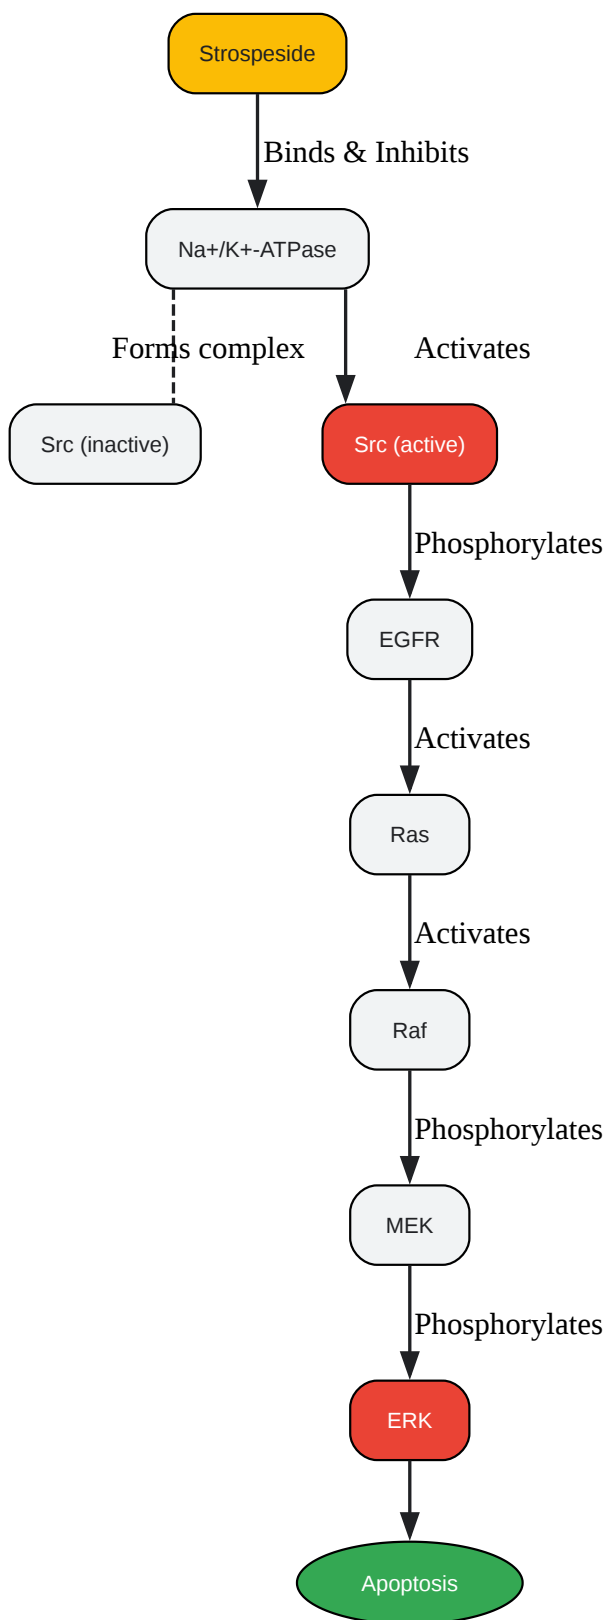 Strospeside
Binds & Inhibits
Na+/K+-ATPase
Forms complex
Activates
Src (inactive)
Src (active)
Phosphorylates
EGFR
Activates
Ras
Activates
Raf
Phosphorylates
MEK
Phosphorylates
ERK
Apoptosis